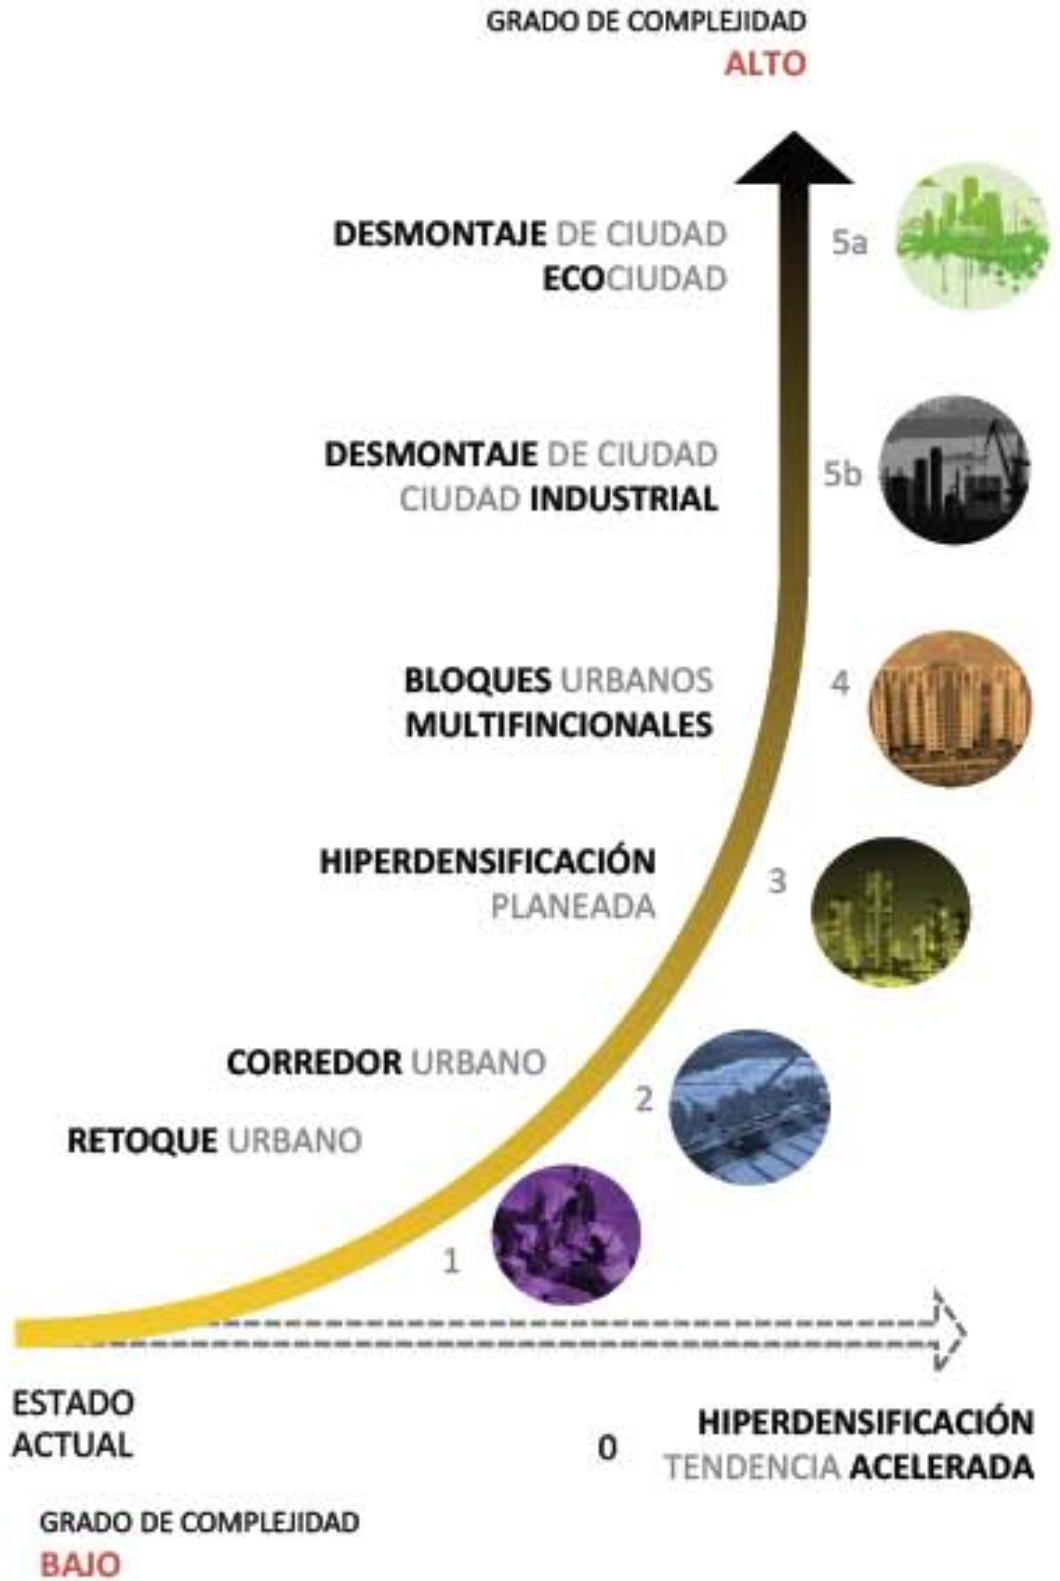 GRADO DE COMPLEJIDAD
ALTO
DESMONTAJE DE CIUDAD
ECOCIUDAD
5a
DESMONTAJE DE CIUDAD
CIUDAD INDUSTRIAL
5b
BLOQUES URBANOS
MULTIFINCIONALES
4
HIPERDENSIFICACIÓN
PLANEADA
3
CORREDOR URBANO
2
RETOQUE URBANO
1
ESTADO
ACTUAL
0
HIPERDENSIFICACIÓN
TENDENCIA ACELERADA
GRADO DE COMPLEJIDAD
BAJO